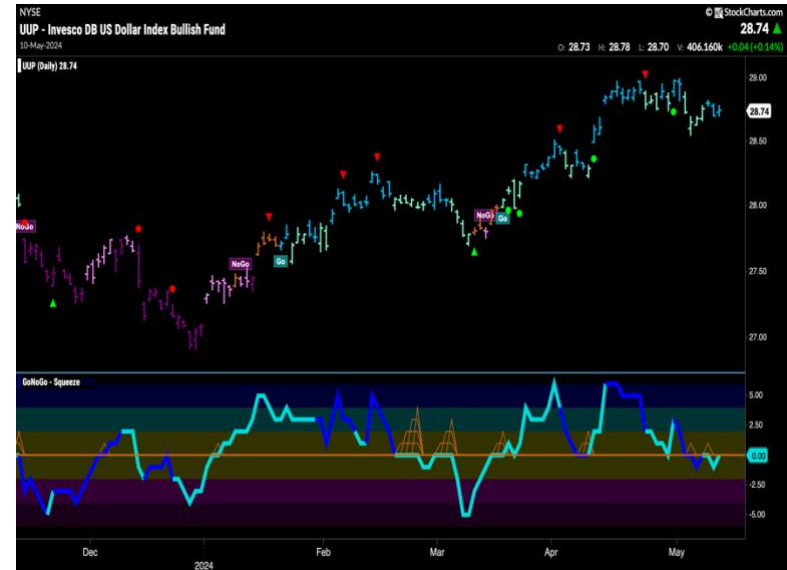 NYSE
© StockCharts.com
UUP - Invesco DB US Dollar Index Bullish Fund
28.74
10-May-2024
O: 28.73 H: 28.78 L: 28.70 V: 406.160k +0.04 (+0.14%)
UUP (Daily) 28.74
29.00
28.74
28.50
28.00
NoGo
NoGo
Go
NoGo
Go
27.50
27.00
GoNoGo - Squeeze
5.00
2.50
0.00
-2.50
-5.00
Dec
2024
Feb
Mar
Apr
May